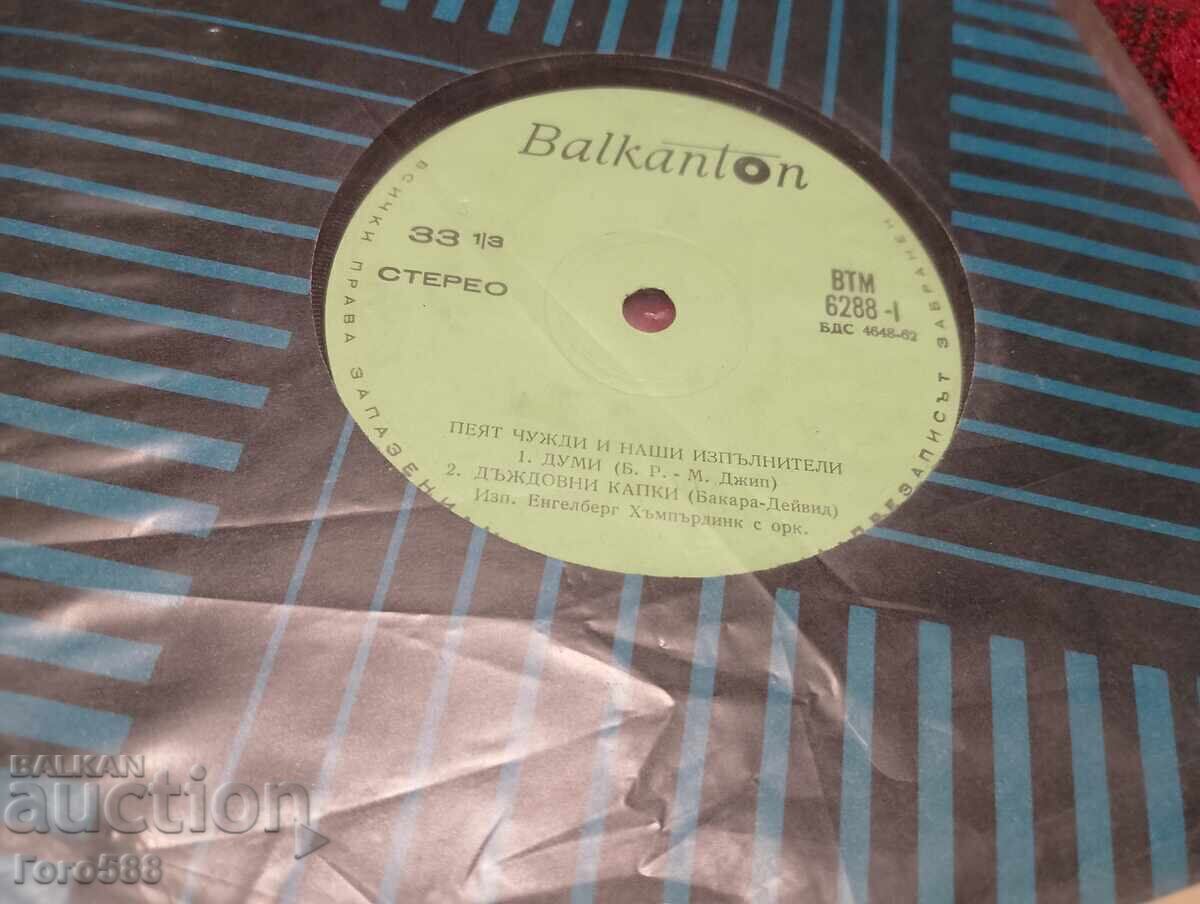 Balkanton
33 1/3
СТЕРЕО
ВТМ
6288-I
БДС 4648-62
ПЕЯТ ЧУЖДИ И НАШИ ИЗПЪЛНИТЕЛИ
1. ДУМИ (Б. Р. - М. Джип)
2. ДЪЖДОВНИ КАПКИ (Бакара-Дейвид)
Изп. Енгелберг Хъмпърдинк с орк.
ВСИЧКИ ПРАВА ЗАПАЗЕНИ
ПРЕЗАПИСЪТ ЗАБРАНЕН
BALKAN
auction
Горо588